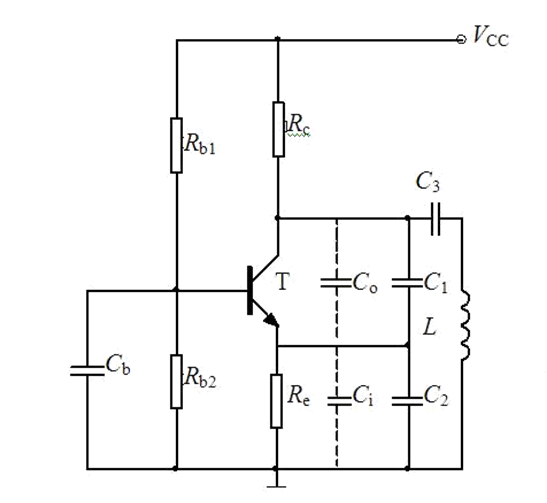 V_CC
R_c
R_b1
C_3
T
C_o
C_1
L
C_b
R_b2
R_e
C_i
C_2